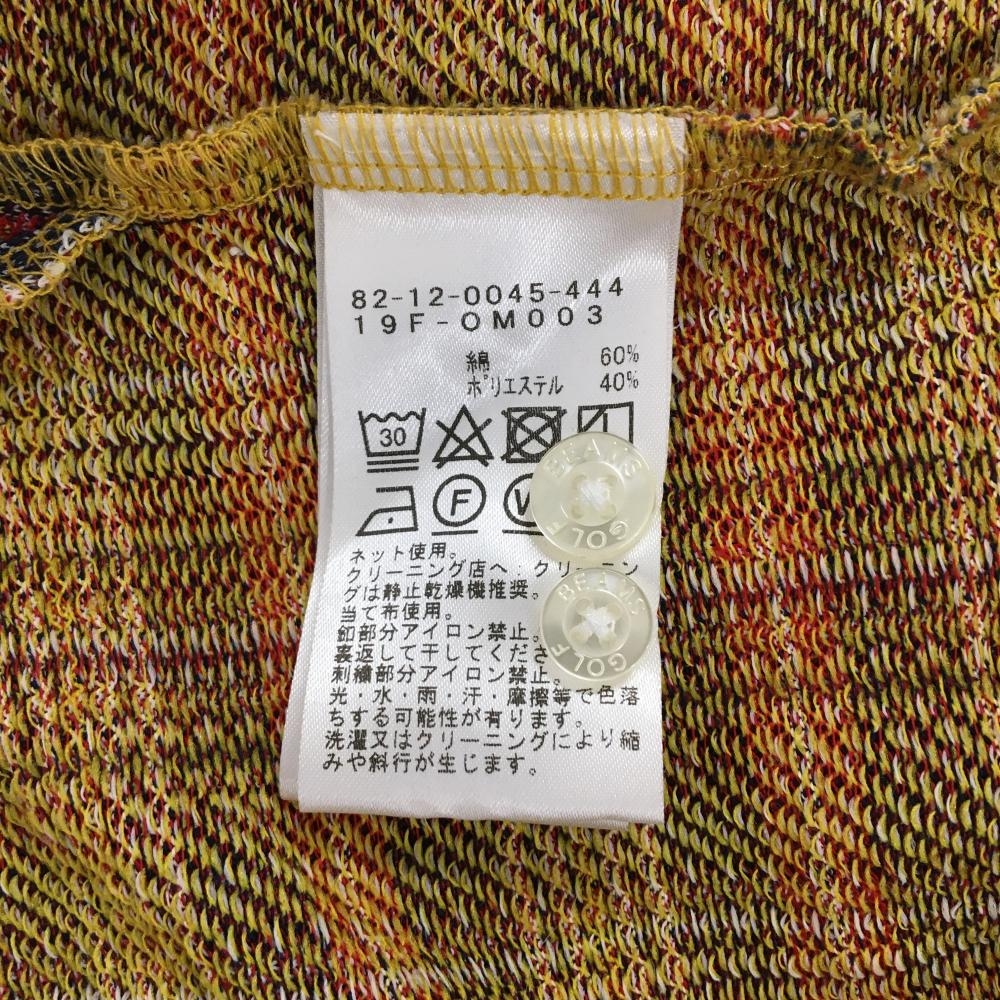 82-12-0045-444
19F-OM003
綿 60%
ポリエステル 40%
30
F
W
BEAMS GOLF
BEAMS GOLF
ネット使用。
クリーニング店へ:クリーニン
グは静止乾燥機推奨。
当て布使用。
釦部分アイロン禁止。
裏返して干してくださ
刺繍部分アイロン禁止。
光・水・雨・汗・摩擦等で色落
ちする可能性が有ります。
洗濯又はクリーニングにより縮
みや斜行が生じます。